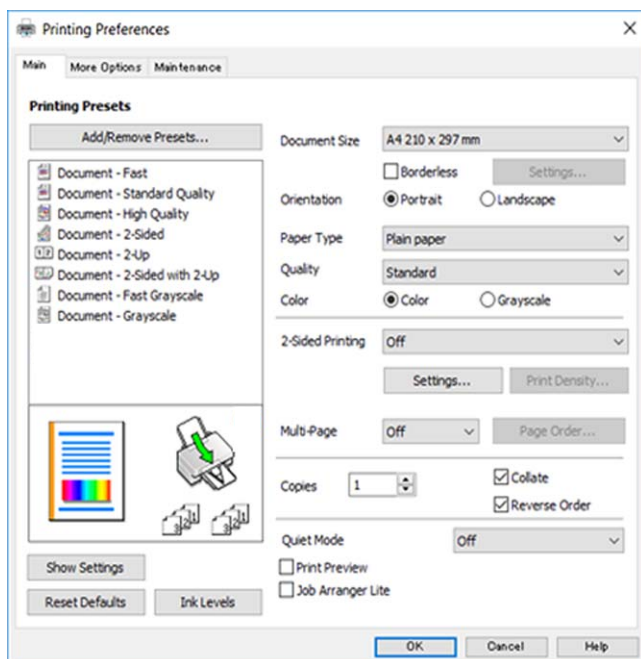 Printing Preferences
Main More Options Maintenance
Printing Presets
Add/Remove Presets...
Document - Fast
Document - Standard Quality
Document - High Quality
Document - 2-Sided
Document - 2-Up
Document - 2-Sided with 2-Up
Document - Fast Grayscale
Document - Grayscale
Show Settings
Reset Defaults Ink Levels
Document Size A4 210 x 297 mm
Borderless Settings...
Orientation Portrait Landscape
Paper Type Plain paper
Quality Standard
Color Color Grayscale
2-Sided Printing Off
Settings... Print Density...
Multi-Page Off Page Order...
Copies 1 Collate
Reverse Order
Quiet Mode Off
Print Preview
Job Arranger Lite
OK Cancel Help